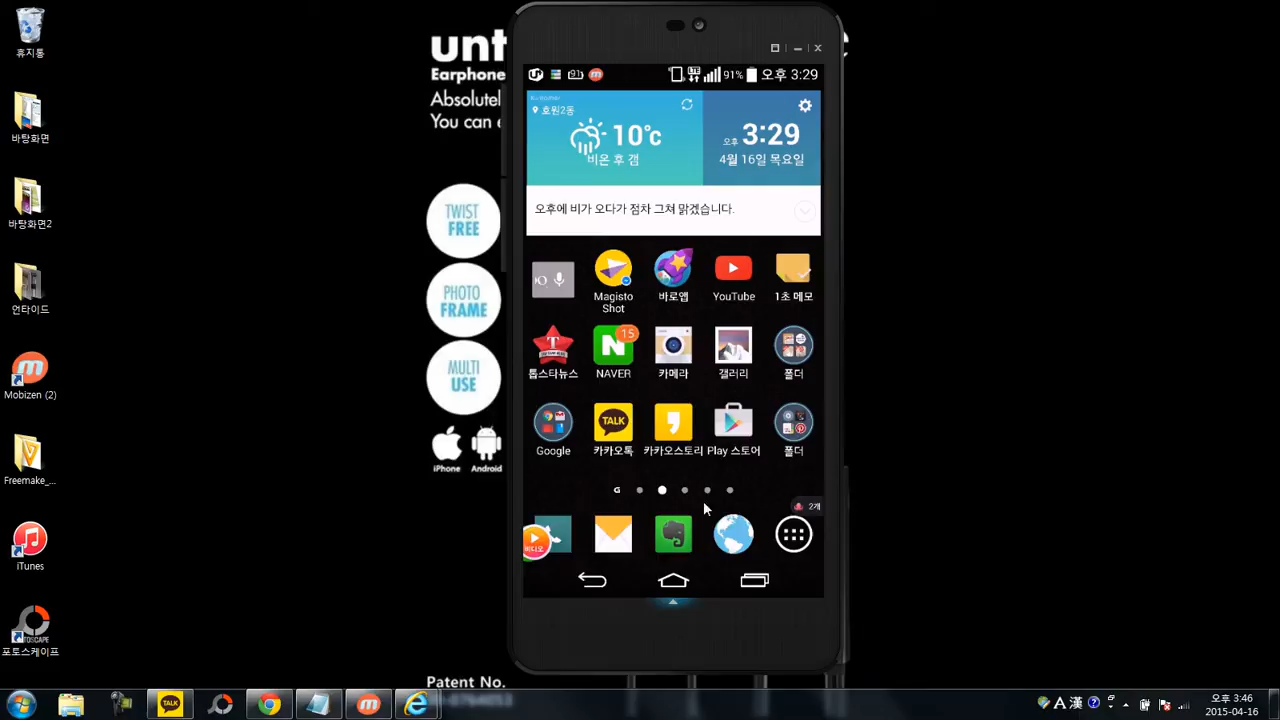 휴지통
바탕화면
바탕화면2
언타이드
Mobizen (2)
Freemake_...
iTunes
포토스케이프
unt
Earphone
Absolutel
You can e
TWIST
FREE
PHOTO
FRAME
MULTI
USE
iPhone
Android
Patent No.
91%
오후 3:29
호원2동
10℃
비온 후 갬
오후 3:29
4월 16일 목요일
오후에 비가 오다가 점차 그쳐 맑겠습니다.
Magisto
Shot
바로앱
YouTube
1초 메모
15
톱스타뉴스
NAVER
카메라
갤러리
폴더
TALK
Google
카카오톡
카카오스토리
Play 스토어
폴더
G
2개
비디오
TALK
A 漢
오후 3:46
2015-04-16